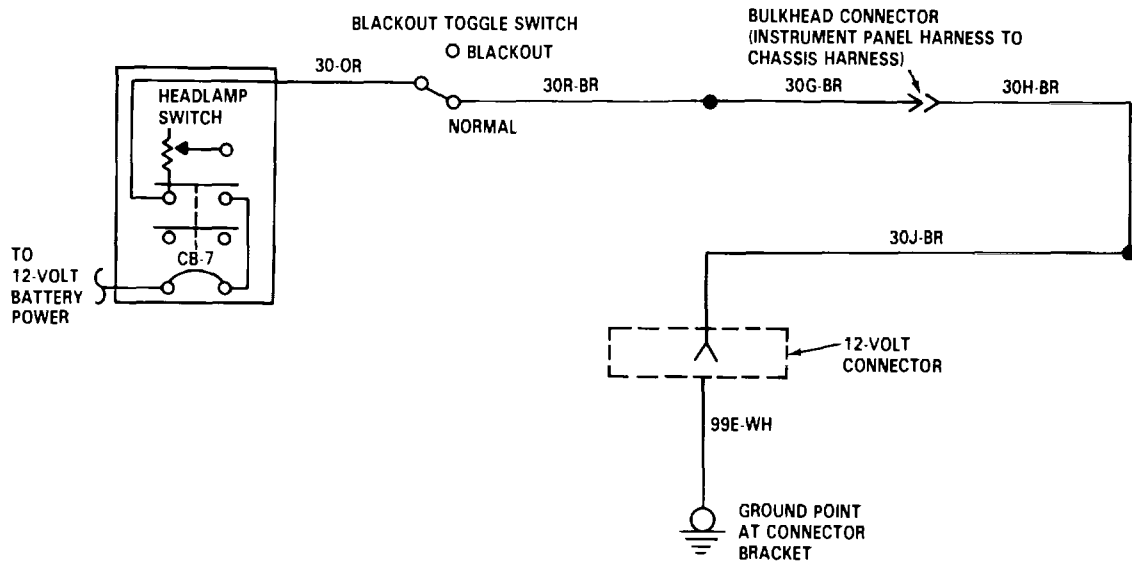 BLACKOUT TOGGLE SWITCH
BLACKOUT
NORMAL
BULKHEAD CONNECTOR
(INSTRUMENT PANEL HARNESS TO
CHASSIS HARNESS)
30-OR
30R-BR
30G-BR
30H-BR
HEADLAMP
SWITCH
CB-7
TO
12-VOLT
BATTERY
POWER
30J-BR
12-VOLT
CONNECTOR
99E-WH
GROUND POINT
AT CONNECTOR
BRACKET